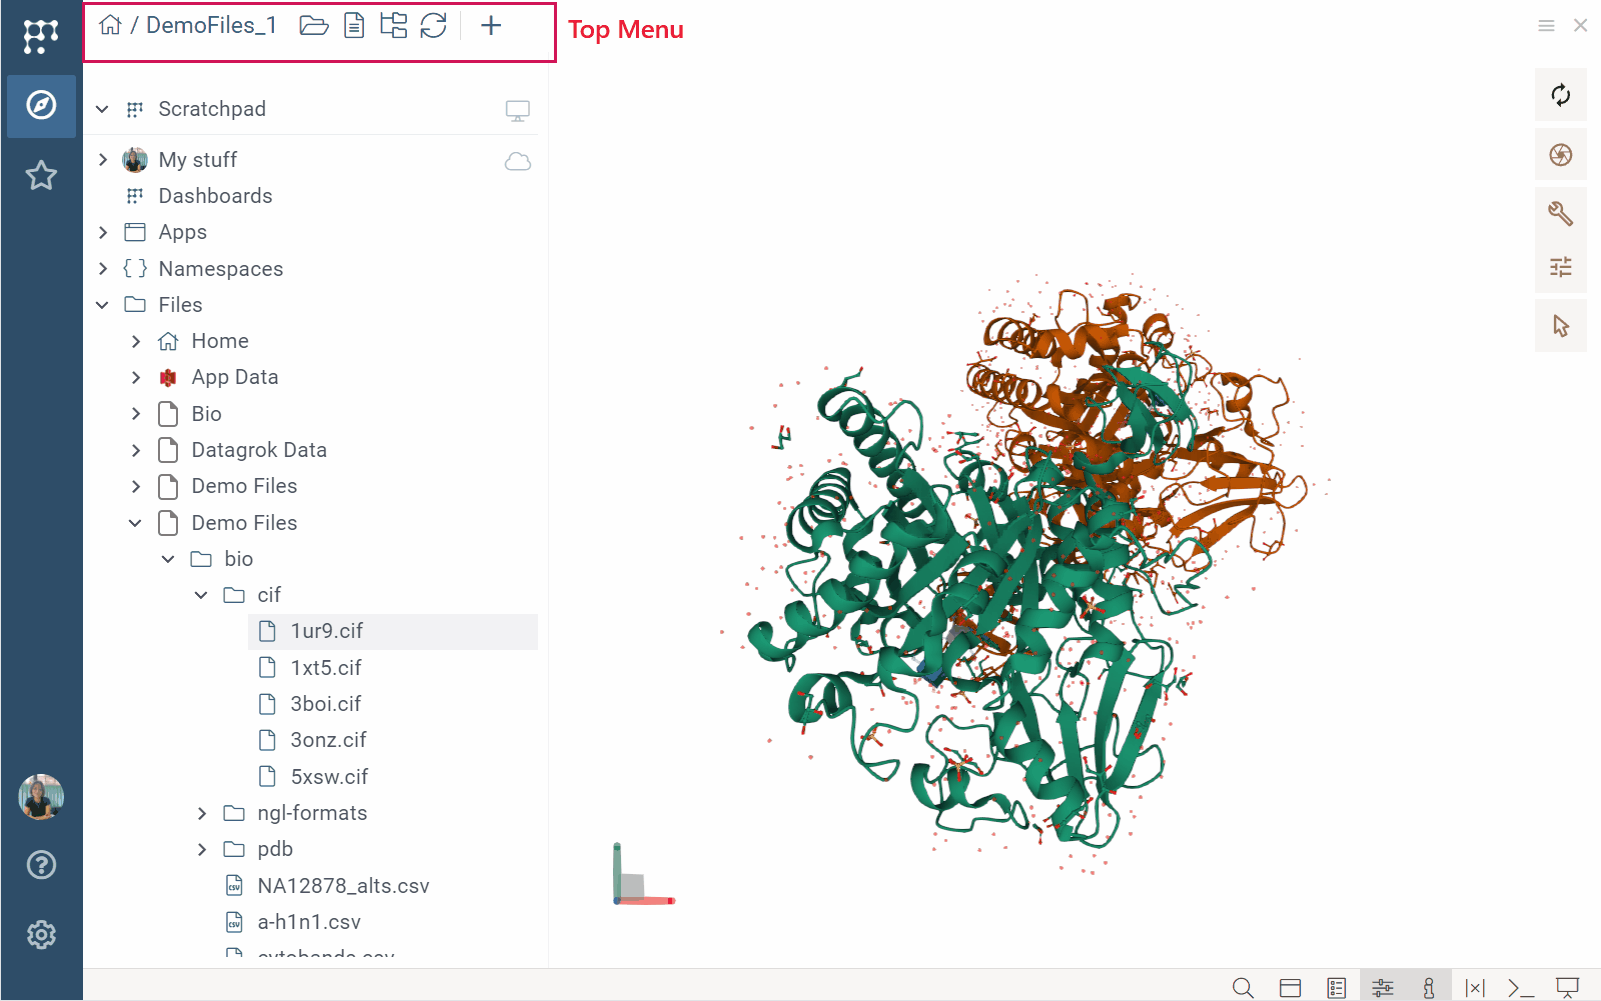 / DemoFiles_1
Top Menu
Scratchpad
My stuff
Dashboards
Apps
Namespaces
Files
Home
App Data
Bio
Datagrok Data
Demo Files
Demo Files
bio
cif
1ur9.cif
1xt5.cif
3boi.cif
3onz.cif
5xsw.cif
ngl-formats
pdb
NA12878_alts.csv
a-h1n1.csv
cytobands.csv